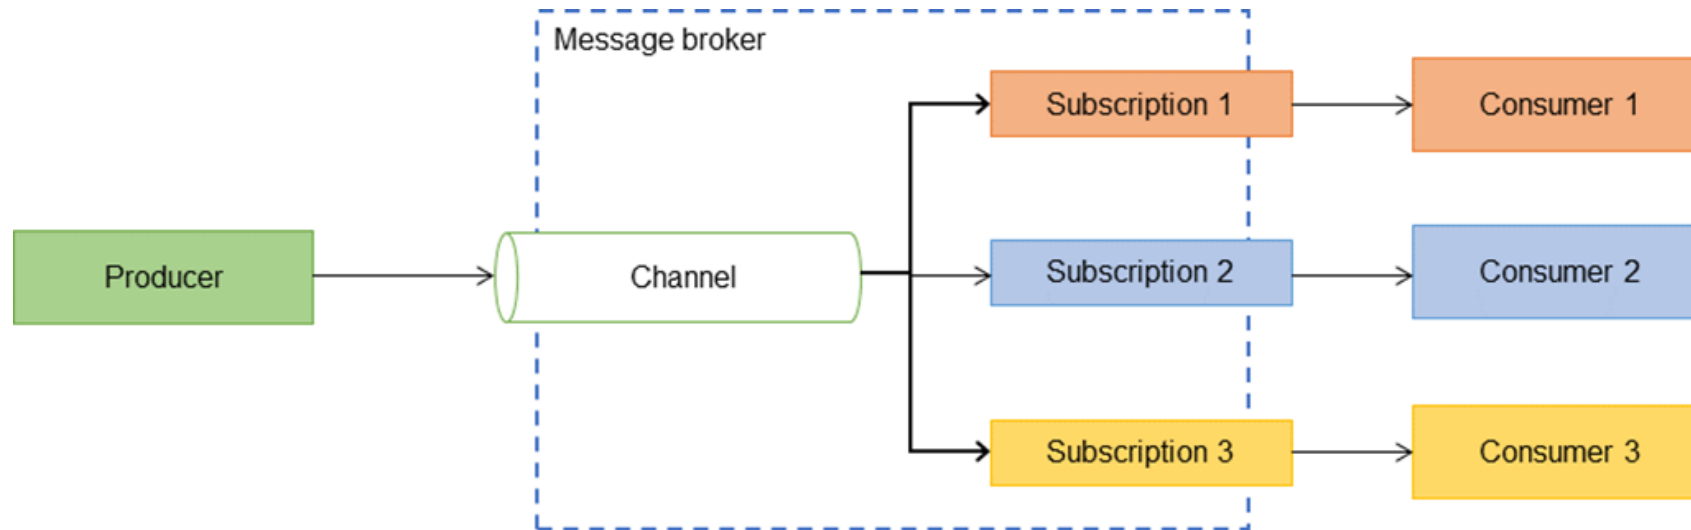 Message broker
Subscription 1
Consumer 1
Producer
Channel
Subscription 2
Consumer 2
Subscription 3
Consumer 3